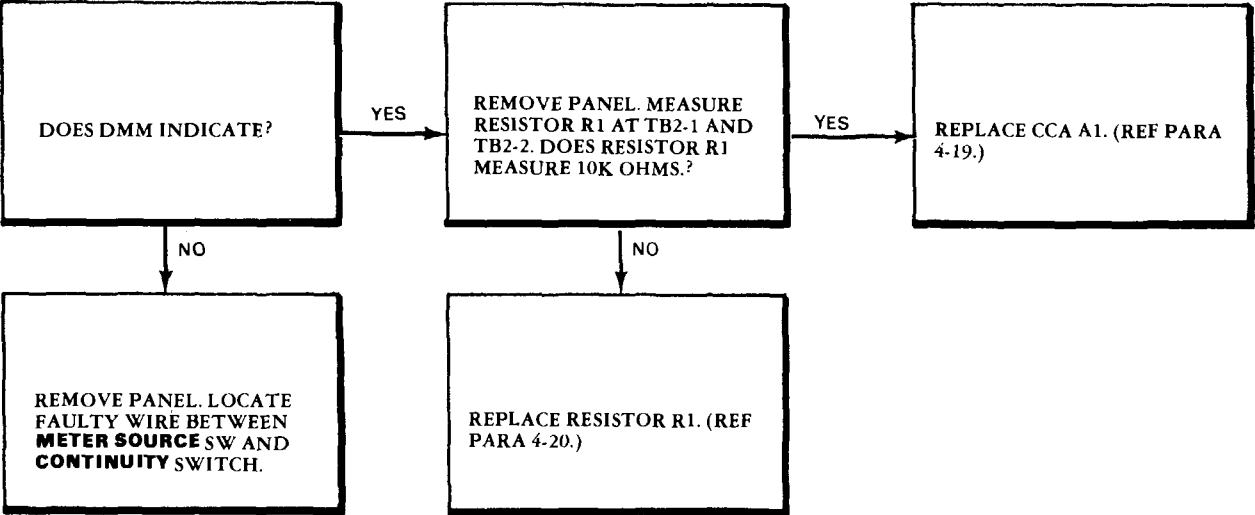 DOES DMM INDICATE?
YES
REMOVE PANEL. MEASURE
RESISTOR R1 AT TB2-1 AND
TB2-2. DOES RESISTOR R1
MEASURE 10K OHMS.?
YES
REPLACE CCA A1. (REF PARA
4-19.)
NO
NO
REMOVE PANEL. LOCATE
FAULTY WIRE BETWEEN
METER SOURCE SW AND
CONTINUITY SWITCH.
REPLACE RESISTOR R1. (REF
PARA 4-20.)